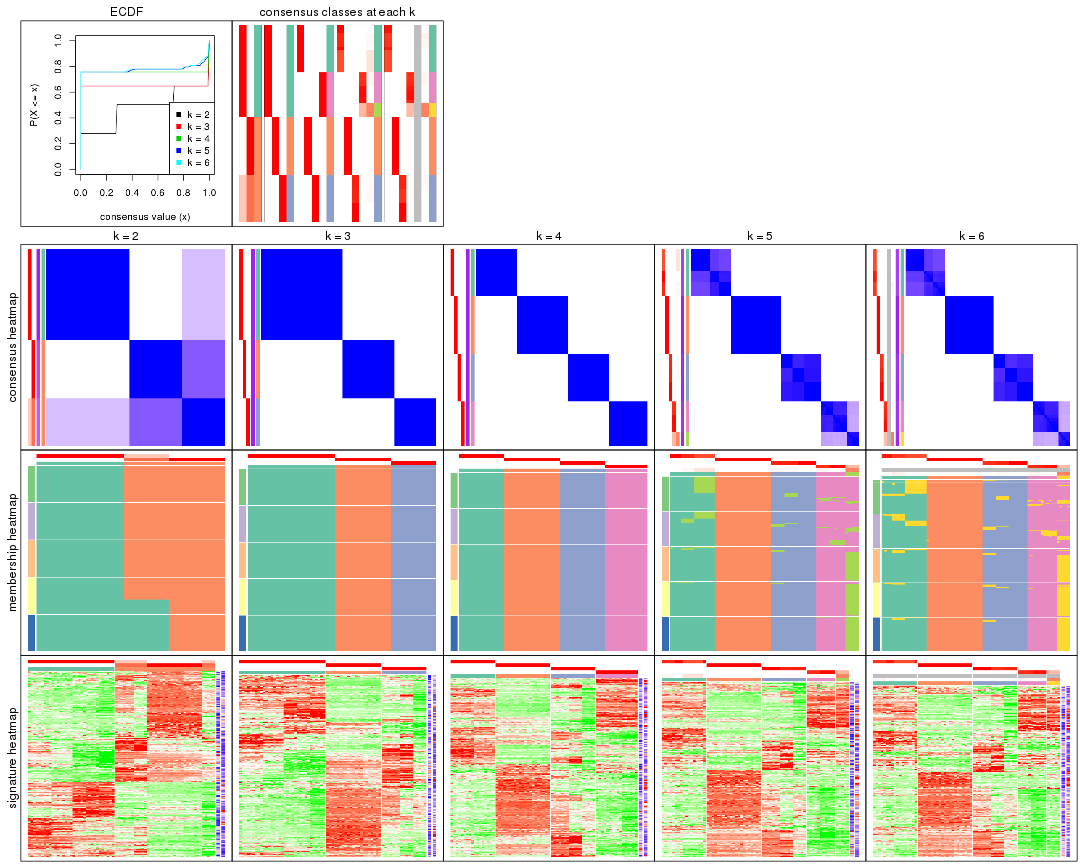 ECDF
consensus classes at each k
P(X <= x)
0.0 0.2 0.4 0.6 0.8 1.0
k = 2
k = 3
k = 4
k = 5
k = 6
0.0 0.2 0.4 0.6 0.8 1.0
consensus value (x)
k = 2
k = 3
k = 4
k = 5
k = 6
consensus heatmap
membership heatmap
signature heatmap